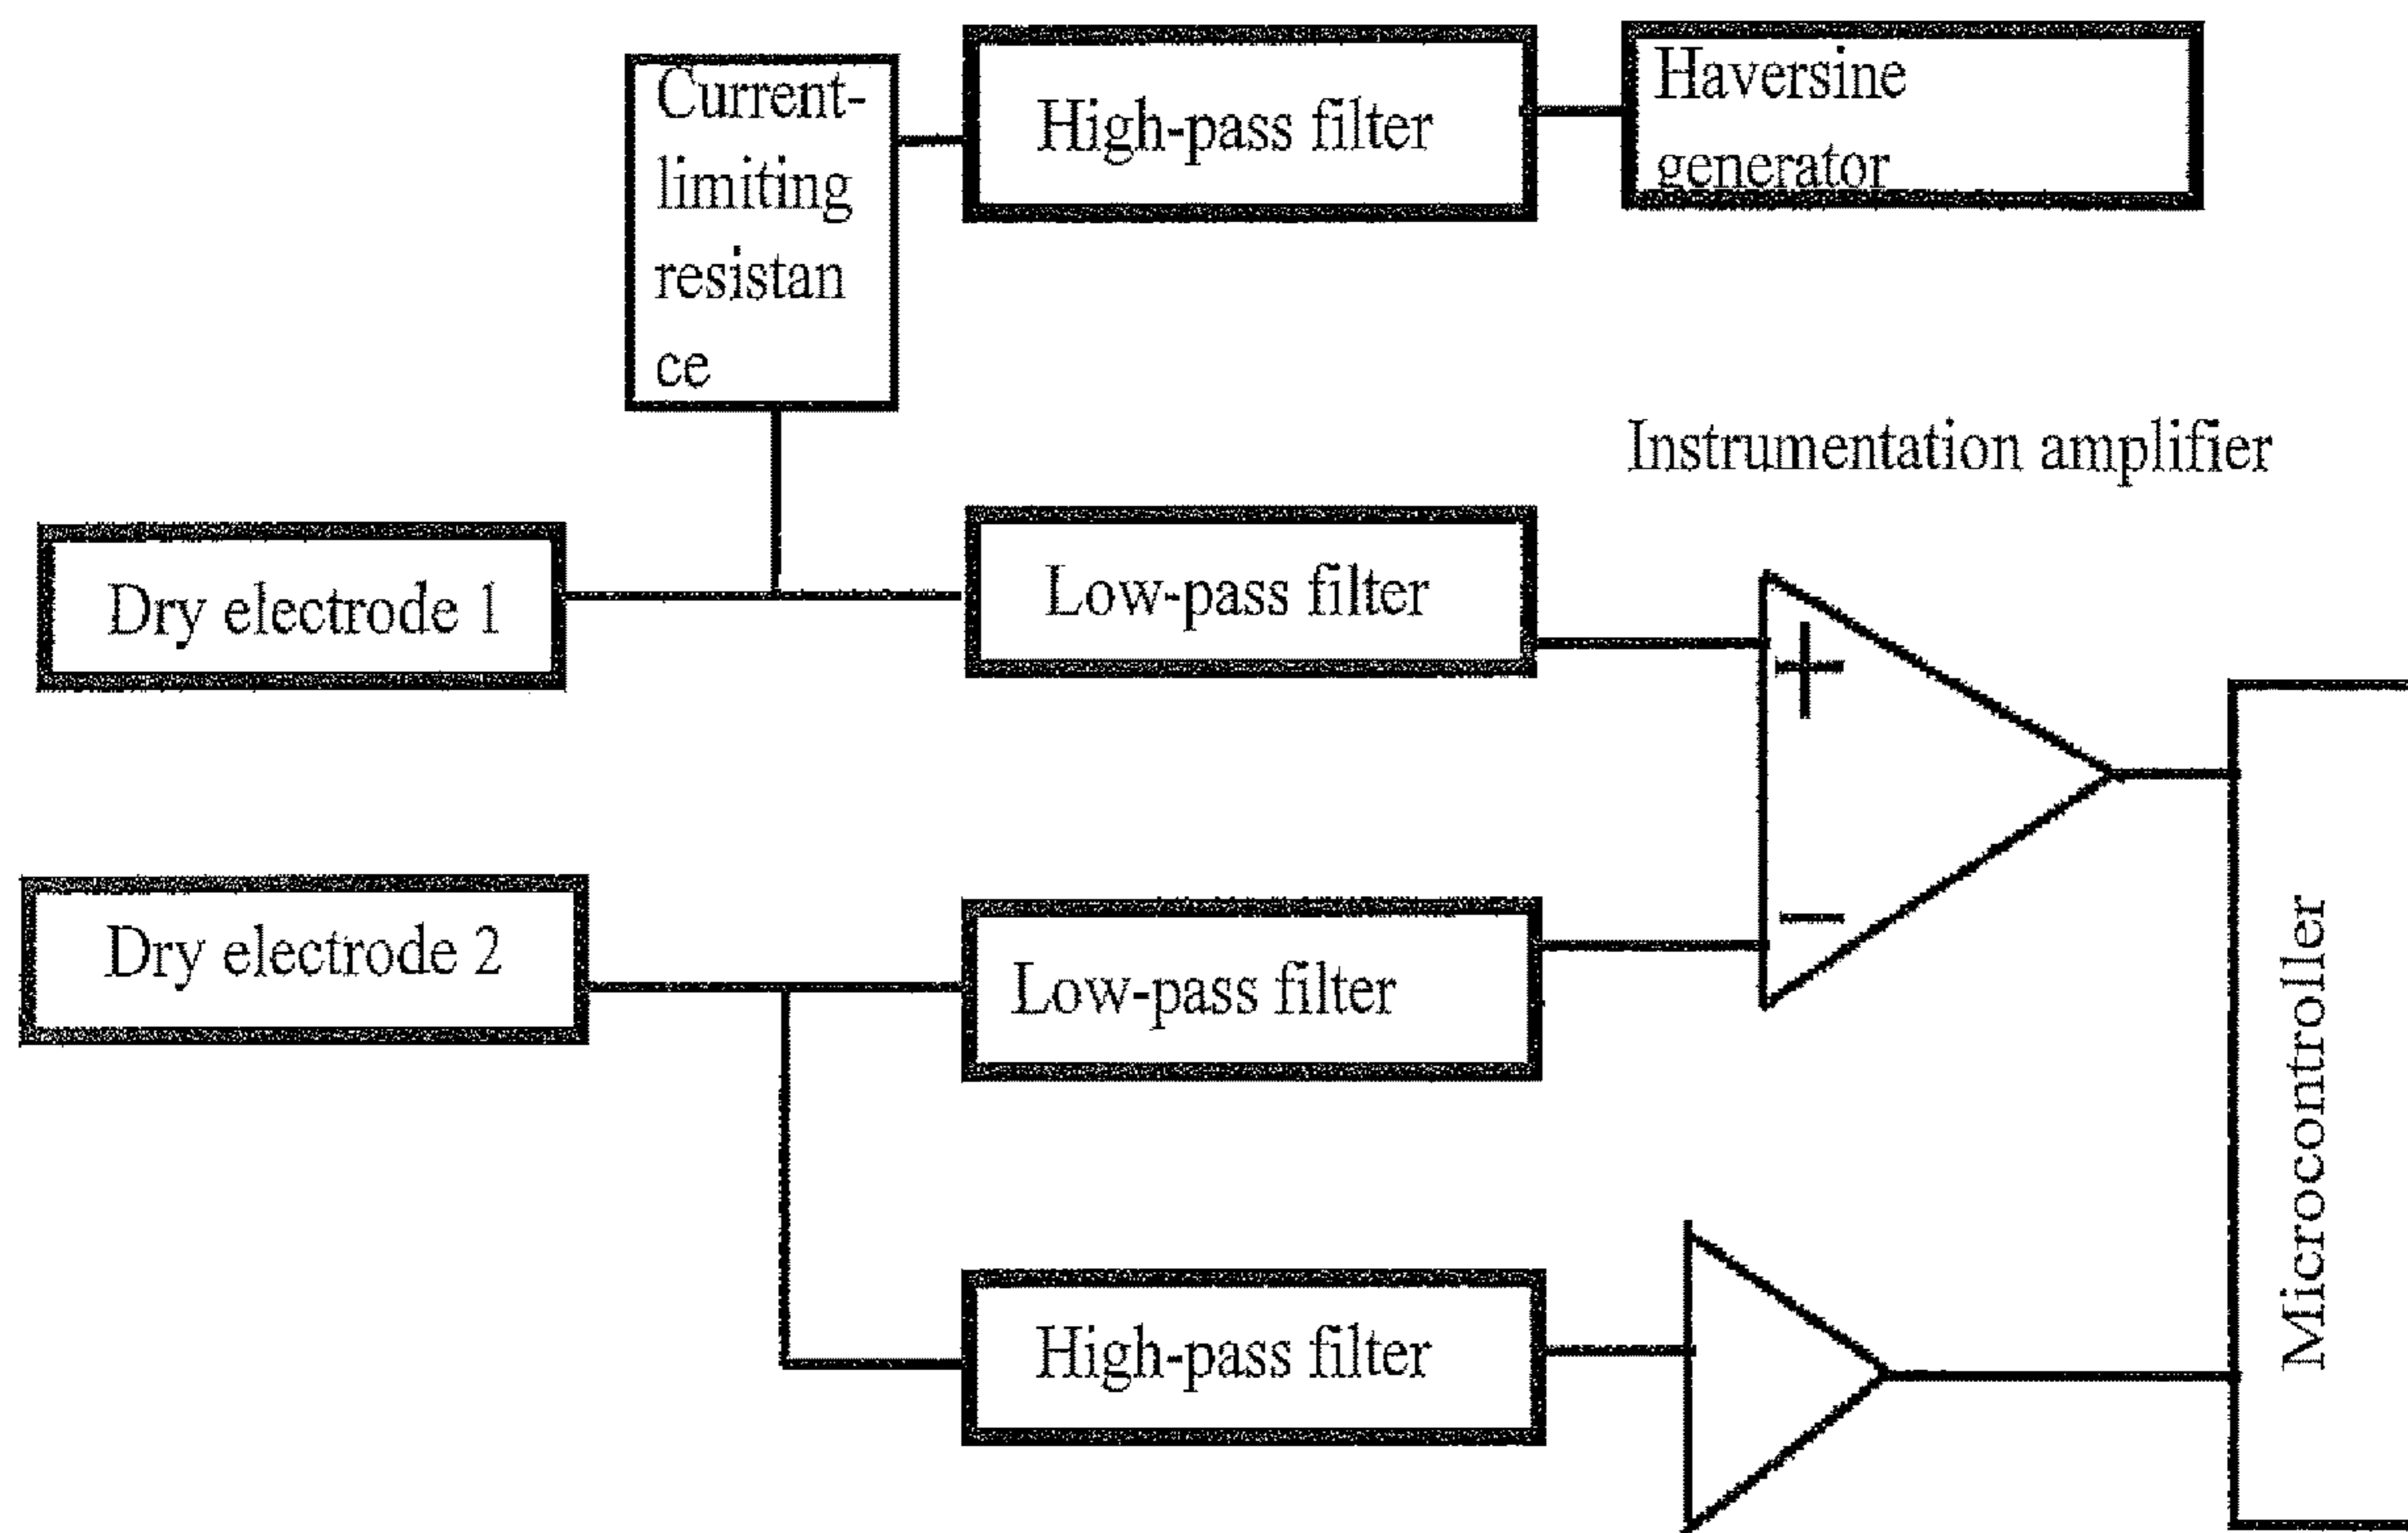 Current-
limiting
resistan
ce
High-pass filter
Haversine
generator
Instrumentation amplifier
Dry electrode 1
Low-pass filter
+
Dry electrode 2
Low-pass filter
−
High-pass filter
Microcontroller